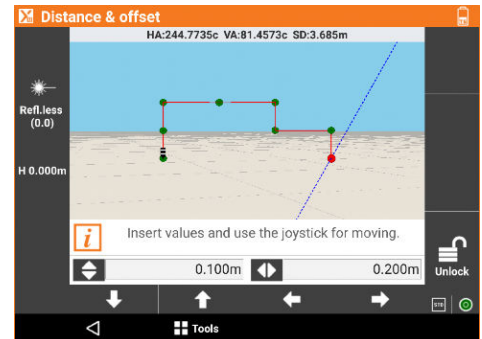 Distance & offset
HA:244.7735c VA:81.4573c SD:3.685m
Refl.less
(0.0)
H 0.000m
Insert values and use the joystick for moving.
0.100m
0.200m
Unlock
STD
Tools